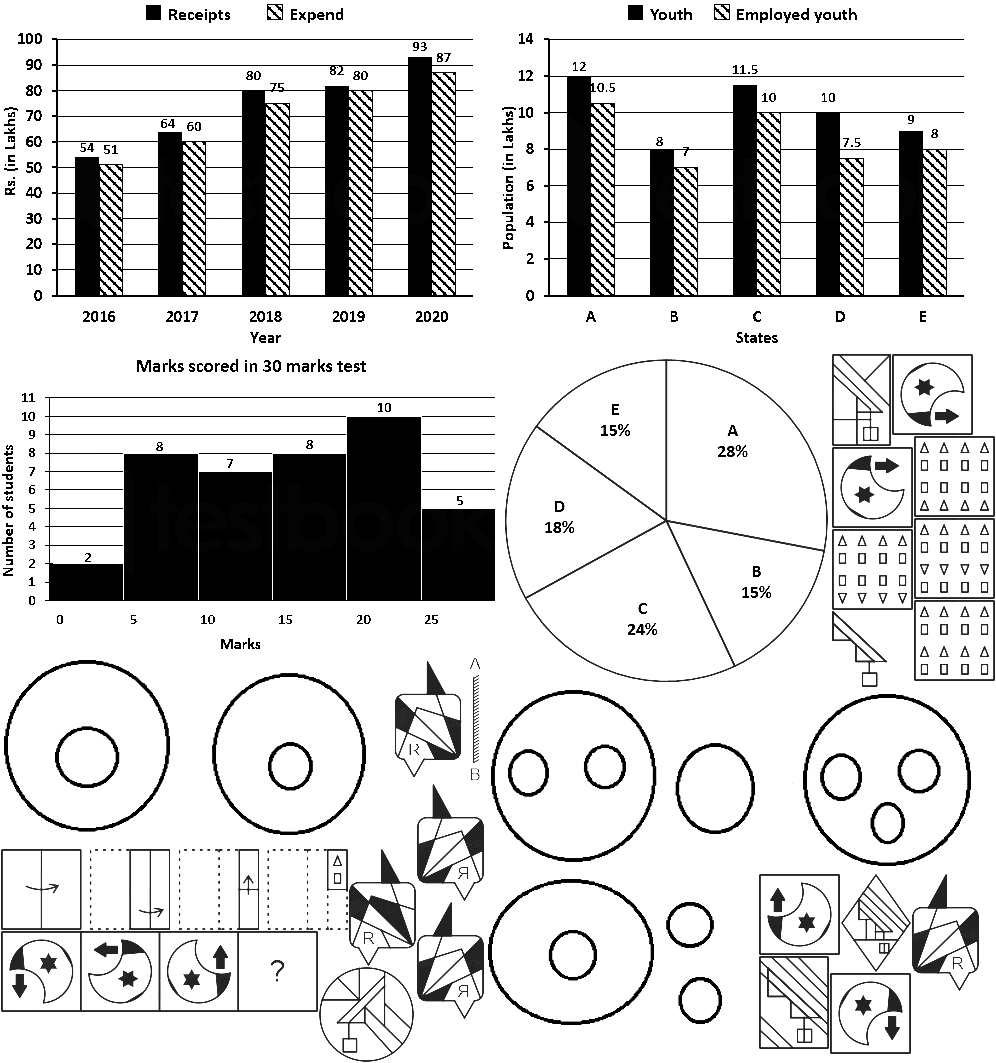 Receipts Expend
Rs. (in Lakhs)
100
90
80
70
60
50
40
30
20
10
0
54 51 64 60 80 75 82 80 93 87
2016 2017 2018 2019 2020
Year
Youth Employed youth
Population (in Lakhs)
14
12
10
8
6
4
2
0
12 10.5 8 7 11.5 10 10 7.5 9 8
A B C D E
States
Marks scored in 30 marks test
Number of students
11
10
9
8
7
6
5
4
3
2
1
0
2 8 7 8 10 5
0 5 10 15 20 25
Marks
E
15%
A
28%
D
18%
B
15%
C
24%
A
R
B
R
R
R
R
?